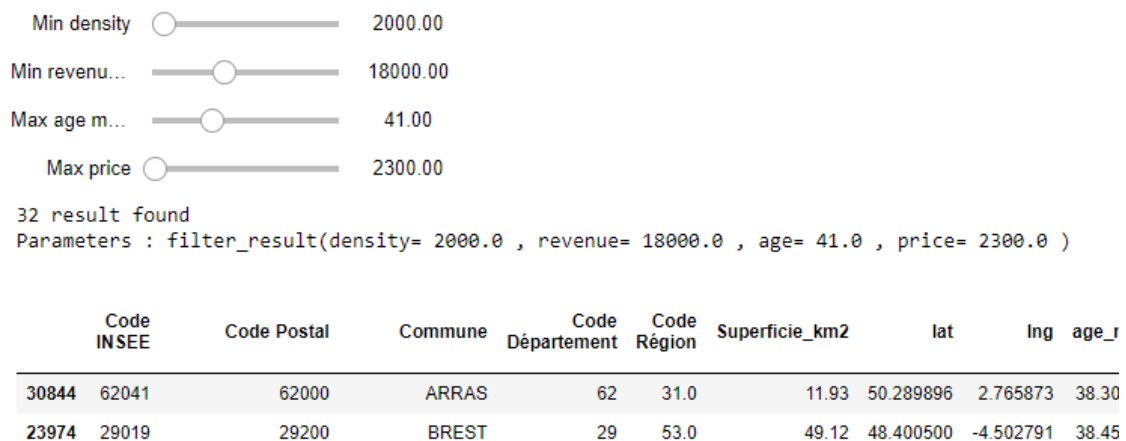 Min density 2000.00
Min revenu... 18000.00
Max age m... 41.00
Max price 2300.00
32 result found
Parameters : filter_result(density= 2000.0 , revenue= 18000.0 , age= 41.0 , price= 2300.0 )
Code INSEE Code Postal Commune Code Département Code Région Superficie_km2 lat lng age_r
30844 62041 62000 ARRAS 62 31.0 11.93 50.289896 2.765873 38.30
23974 29019 29200 BREST 29 53.0 49.12 48.400500 -4.502791 38.45